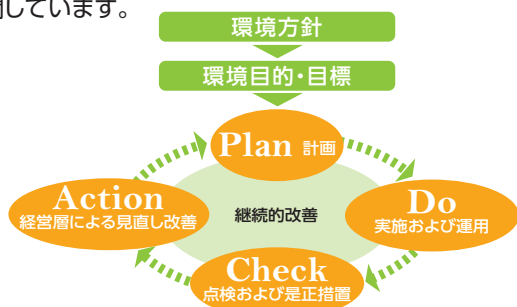 しています。
環境方針
環境目的・目標
Plan 計画
Action
経営層による見直し改善
継続的改善
Do
実施および運用
Check
点検および是正措置